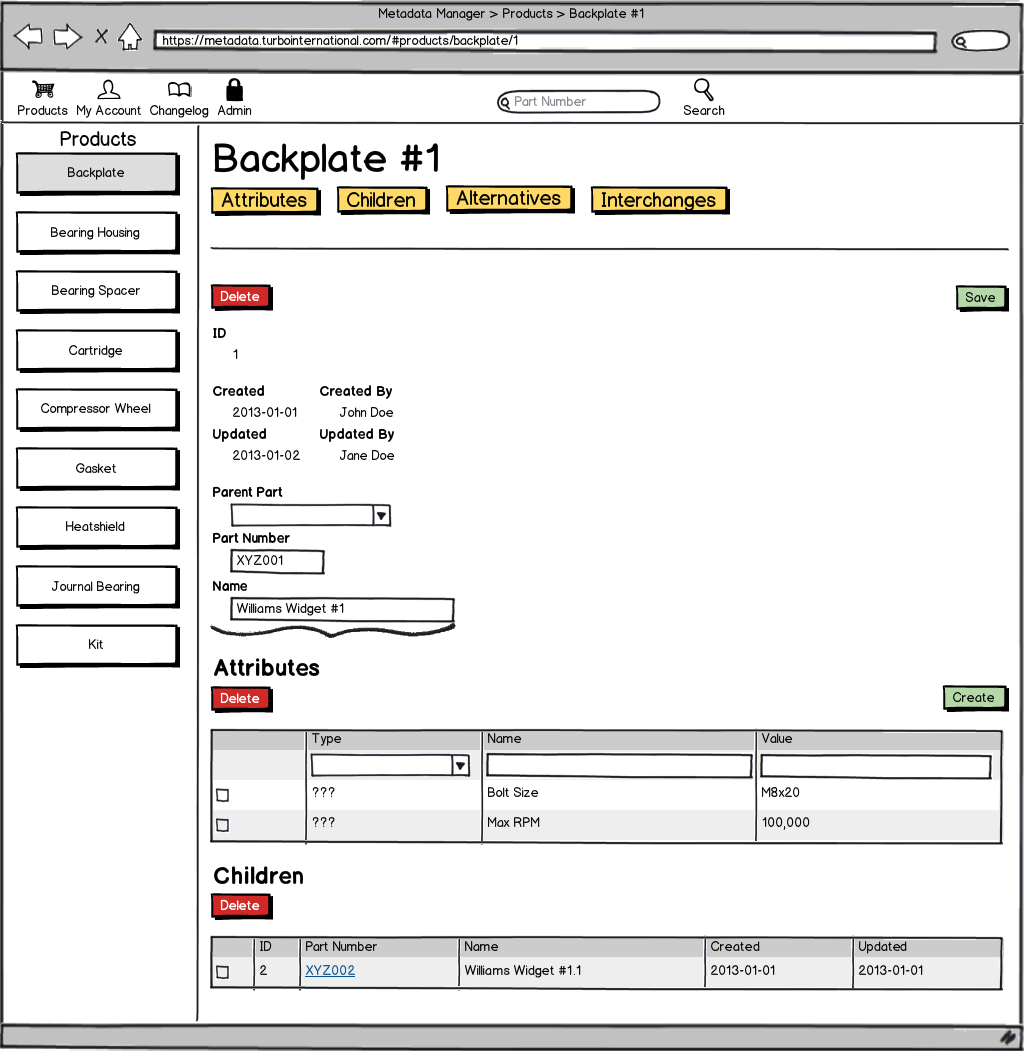 Metadata Manager > Products > Backplate #1
https://metadata.turbointernational.com/#products/backplate/1
Products My Account Changelog Admin Part Number Search
Products
Backplate
Bearing Housing
Bearing Spacer
Cartridge
Compressor Wheel
Gasket
Heatshield
Journal Bearing
Kit
Backplate #1
Attributes Children Alternatives Interchanges
Delete Save
ID
1
Created Created By
2013-01-01 John Doe
Updated Updated By
2013-01-02 Jane Doe
Parent Part
Part Number
XYZ001
Name
Williams Widget #1
Attributes
Delete Create
Type Name Value
??? Bolt Size M8x20
??? Max RPM 100,000
Children
Delete
ID Part Number Name Created Updated
2 XYZ002 Williams Widget #1.1 2013-01-01 2013-01-01